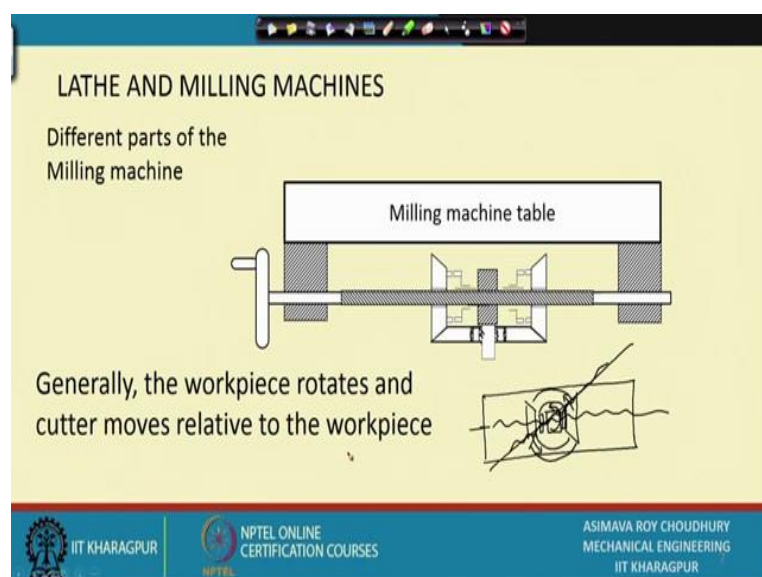 LATHE AND MILLING MACHINES
Different parts of the
Milling machine
Milling machine table
Generally, the workpiece rotates and
cutter moves relative to the workpiece
IIT KHARAGPUR
NPTEL
NPTEL ONLINE
CERTIFICATION COURSES
ASIMAVA ROY CHOUDHURY
MECHANICAL ENGINEERING
IIT KHARAGPUR